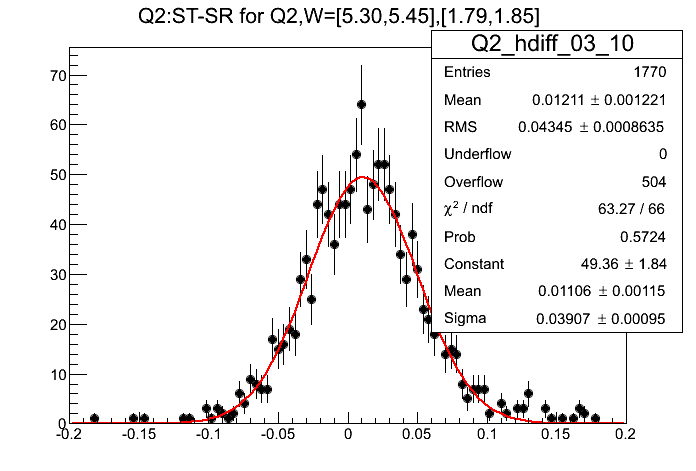 Q2:ST-SR for Q2,W=[5.30,5.45],[1.79,1.85]
Q2_hdiff_03_10
Entries 1770
Mean 0.01211 ± 0.001221
RMS 0.04345 ± 0.0008635
Underflow 0
Overflow 504
χ² / ndf 63.27 / 66
Prob 0.5724
Constant 49.36 ± 1.84
Mean 0.01106 ± 0.00115
Sigma 0.03907 ± 0.00095
70
60
50
40
30
20
10
0
-0.2 -0.15 -0.1 -0.05 0 0.05 0.1 0.15 0.2